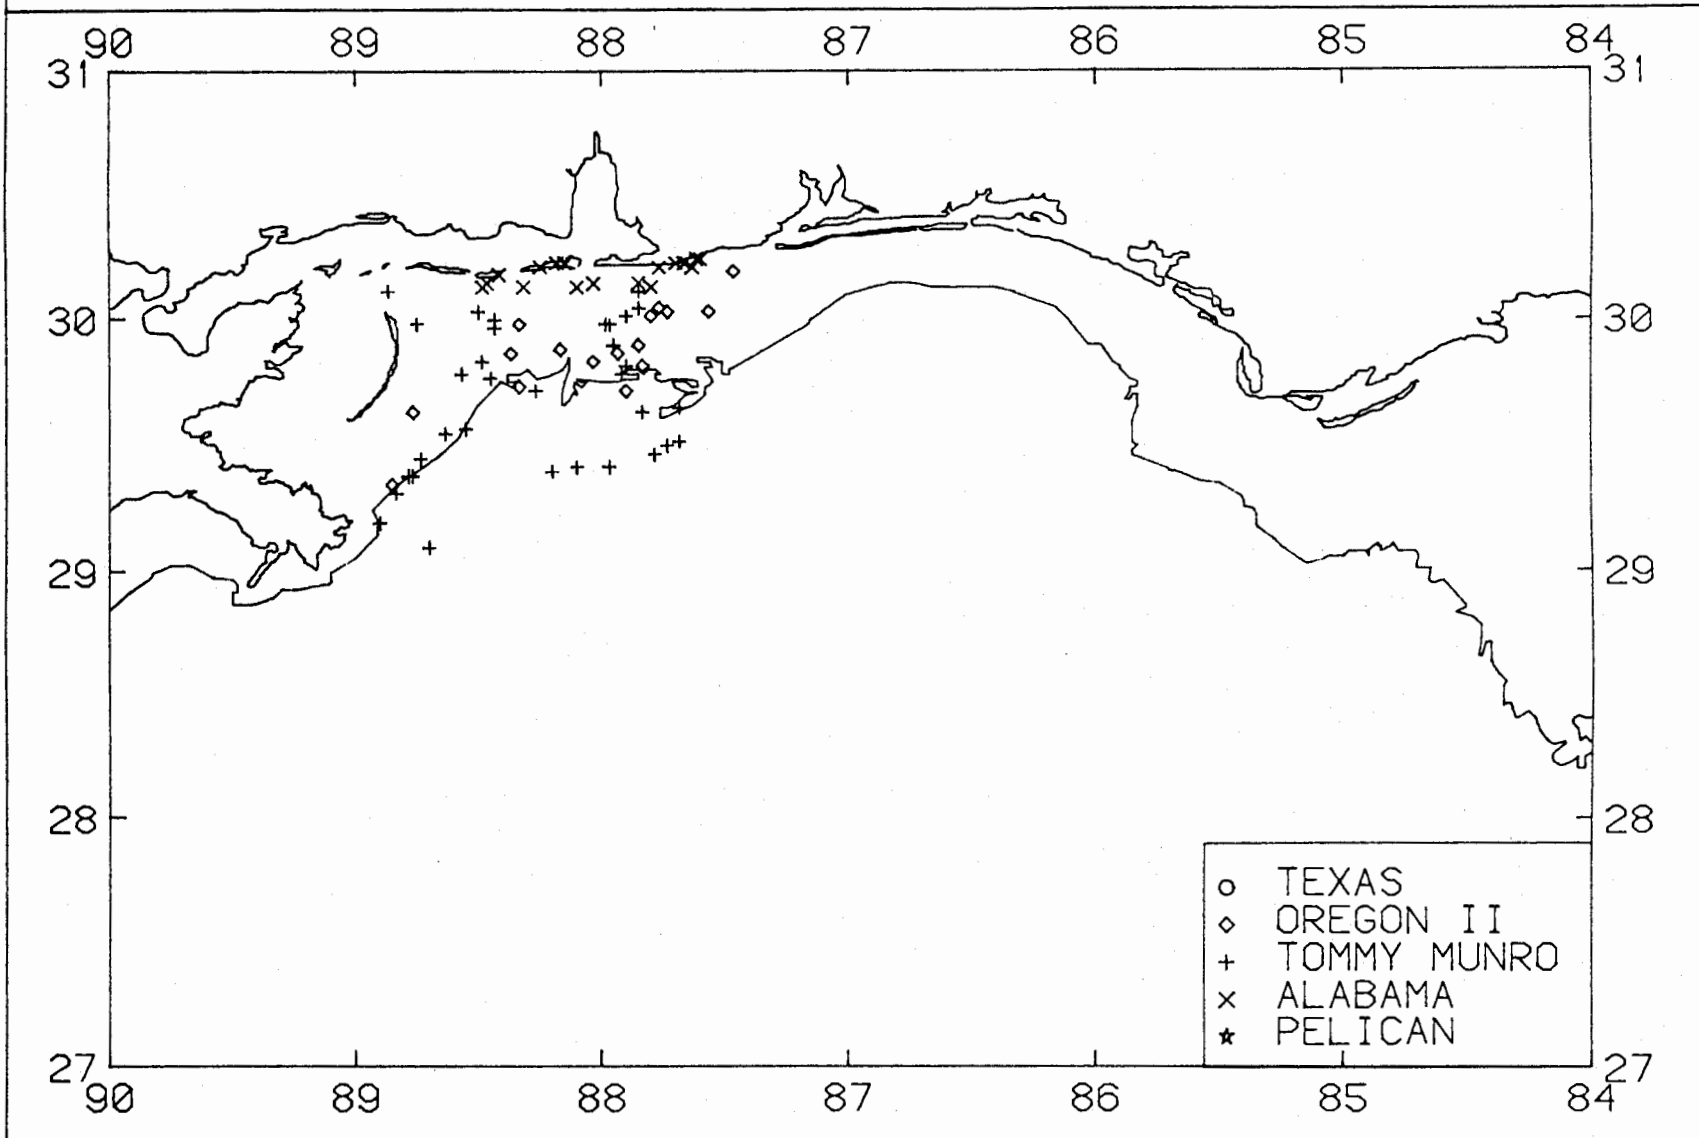 90 89 88 87 86 85 84
31 31
30 30
29 29
28 28
TEXAS
OREGON II
TOMMY MUNRO
ALABAMA
PELICAN
27 27
90 89 88 87 86 85 84